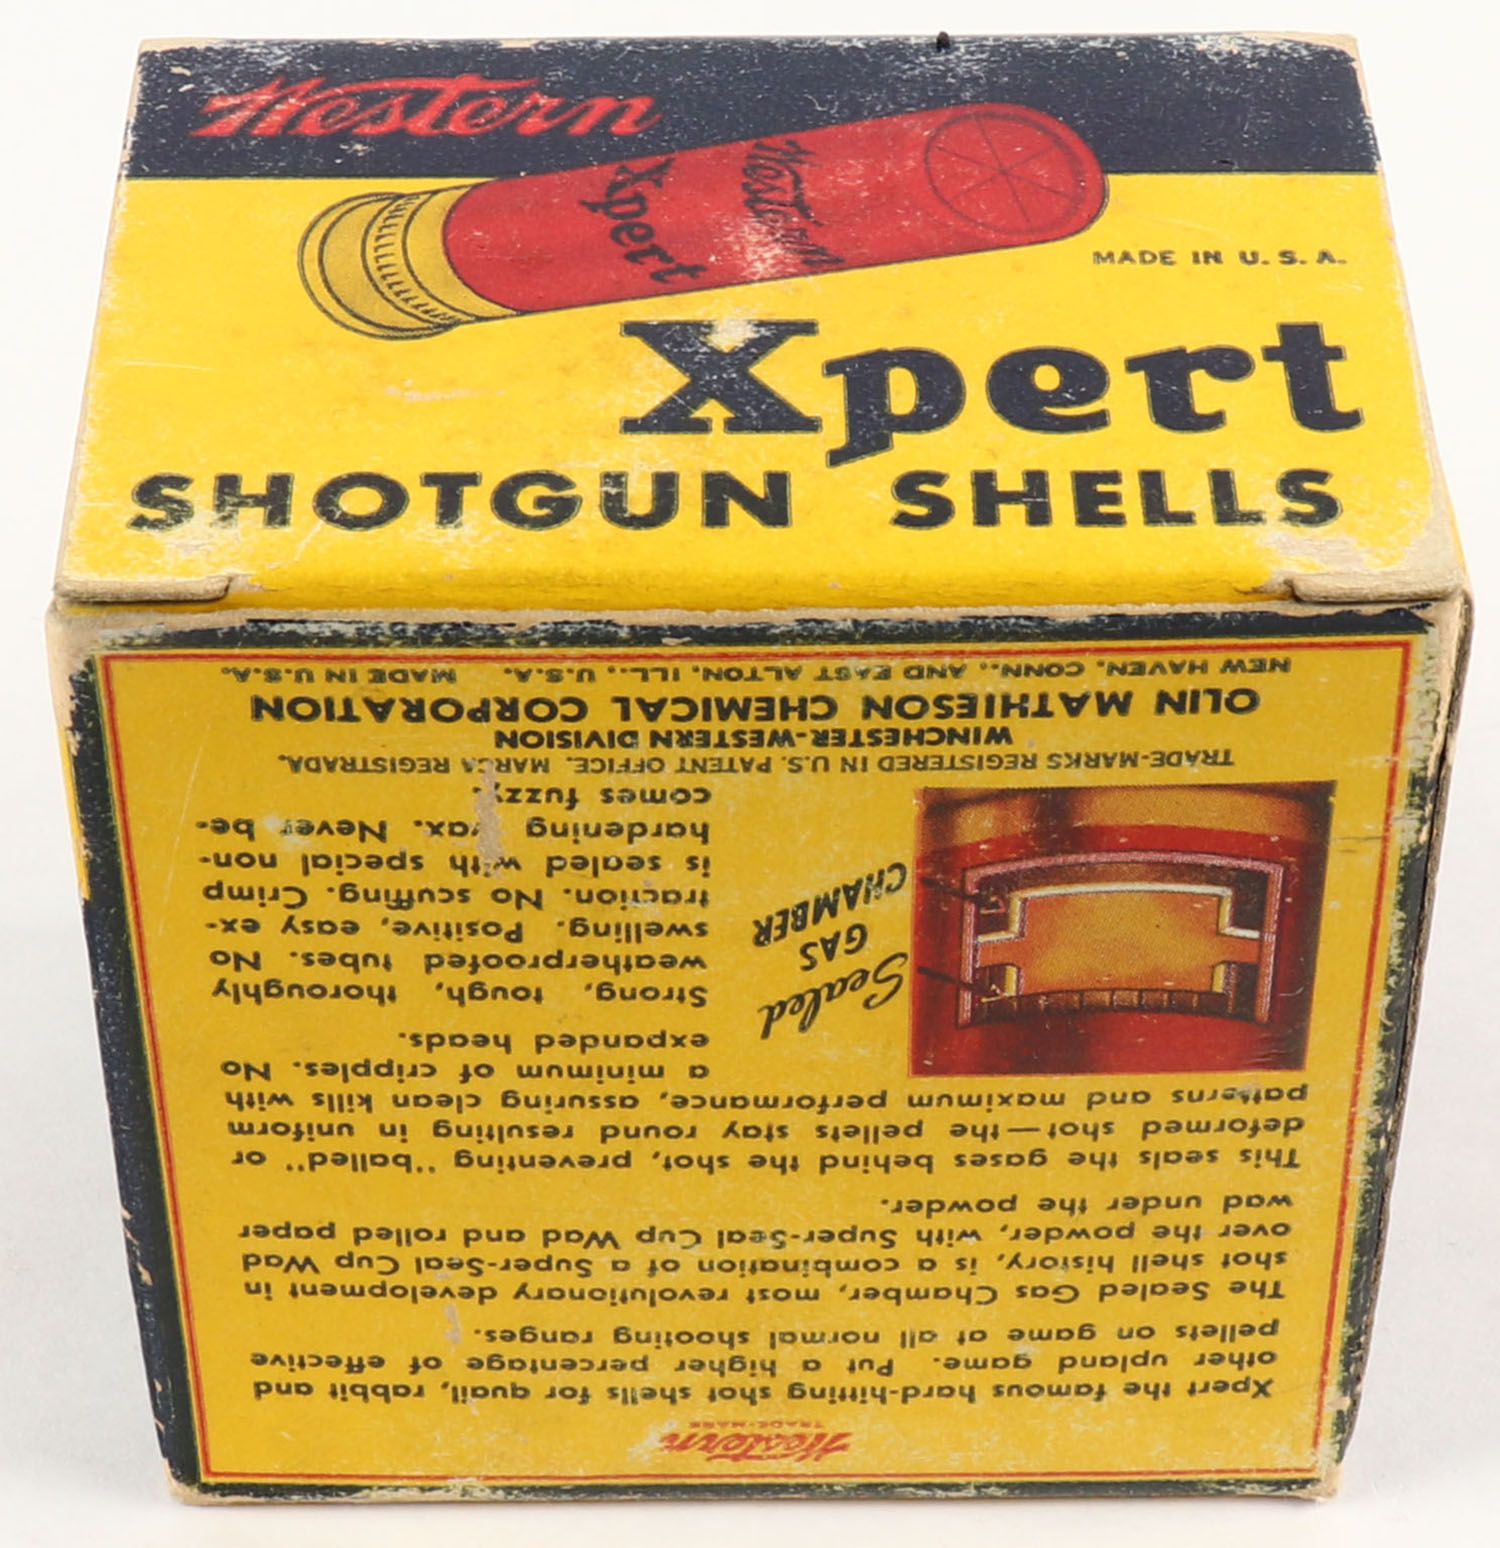 Western
Xpert
Western
MADE IN U.S.A.
Xpert
SHOTGUN SHELLS
Western
TRADE-MARK
Xpert the famous hard-hitting shot shells for quail, rabbit and
other upland game. Put a higher percentage of effective
pellets on game at all normal shooting ranges.
The Sealed Gas Chamber, most revolutionary development in
shot shell history, is a combination of a Super-Seal Cup Wad
over the powder, with Super-Seal Cup Wad and rolled paper
wad under the powder.
This seals the gases behind the shot, preventing "balled" or
deformed shot—the pellets stay round resulting in uniform
patterns and maximum performance, assuring clean kills with
a minimum of cripples. No
expanded heads.
Strong, tough, thoroughly
weatherproofed tubes. No
swelling. Positive, easy ex-
traction. No scuffing. Crimp
is sealed with special non-
hardening wax. Never be-
comes fuzzy.
Sealed
GAS
CHAMBER
TRADE-MARKS REGISTERED IN U.S. PATENT OFFICE. MARCA REGISTRADA.
WINCHESTER-WESTERN DIVISION
OLIN MATHIESON CHEMICAL CORPORATION
NEW HAVEN, CONN., AND EAST ALTON, ILL., U.S.A. MADE IN U.S.A.